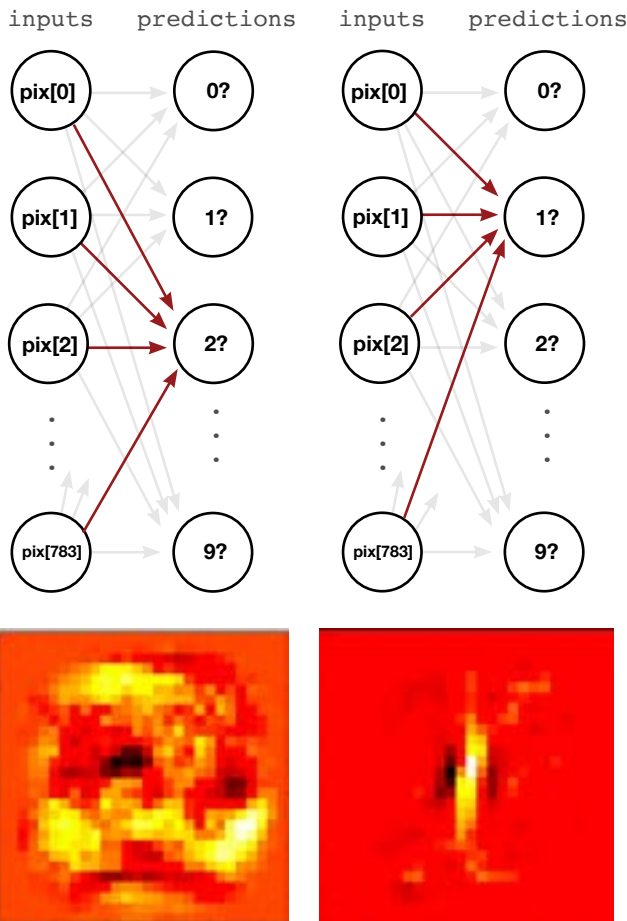 inputs predictions inputs predictions
pix[0] 0? pix[0] 0?
pix[1] 1? pix[1] 1?
pix[2] 2? pix[2] 2?
pix[783] 9? pix[783] 9?